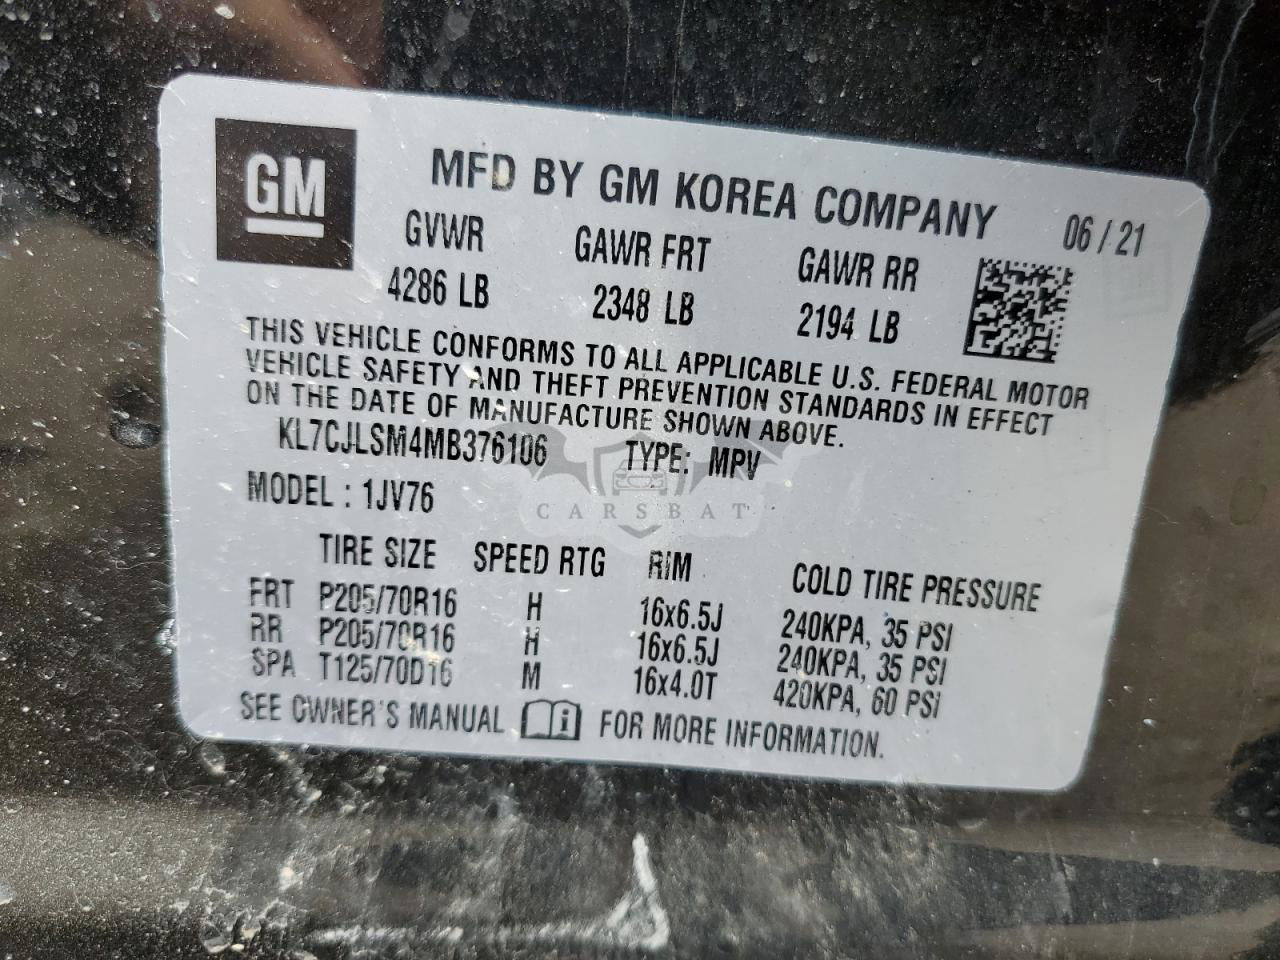 GM
MFD BY GM KOREA COMPANY
06 / 21
GVWR GAWR FRT GAWR RR
4286 LB 2348 LB 2194 LB
THIS VEHICLE CONFORMS TO ALL APPLICABLE U.S. FEDERAL MOTOR
VEHICLE SAFETY AND THEFT PREVENTION STANDARDS IN EFFECT
ON THE DATE OF MANUFACTURE SHOWN ABOVE.
KL7CJLSM4MB376106 TYPE: MPV
MODEL : 1JV76
CARSBAT
TIRE SIZE SPEED RTG RIM COLD TIRE PRESSURE
FRT P205/70R16 H 16x6.5J 240KPA, 35 PSI
RR P205/70R16 H 16x6.5J 240KPA, 35 PSI
SPA T125/70D16 M 16x4.0T 420KPA, 60 PSI
SEE OWNER'S MANUAL i FOR MORE INFORMATION.